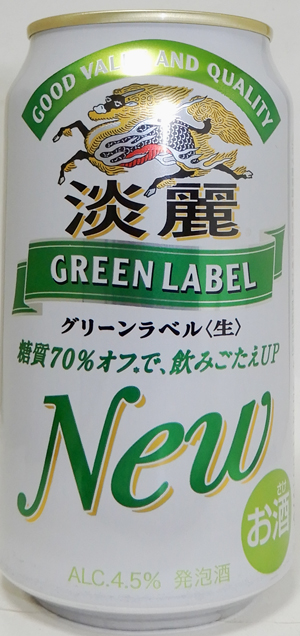 GOOD VALUE AND QUALITY
淡麗
GREEN LABEL
グリーンラベル〈生〉
糖質70%オフ※で、飲みごたえUP
New
さけ
お酒
ALC.4.5% 発泡酒